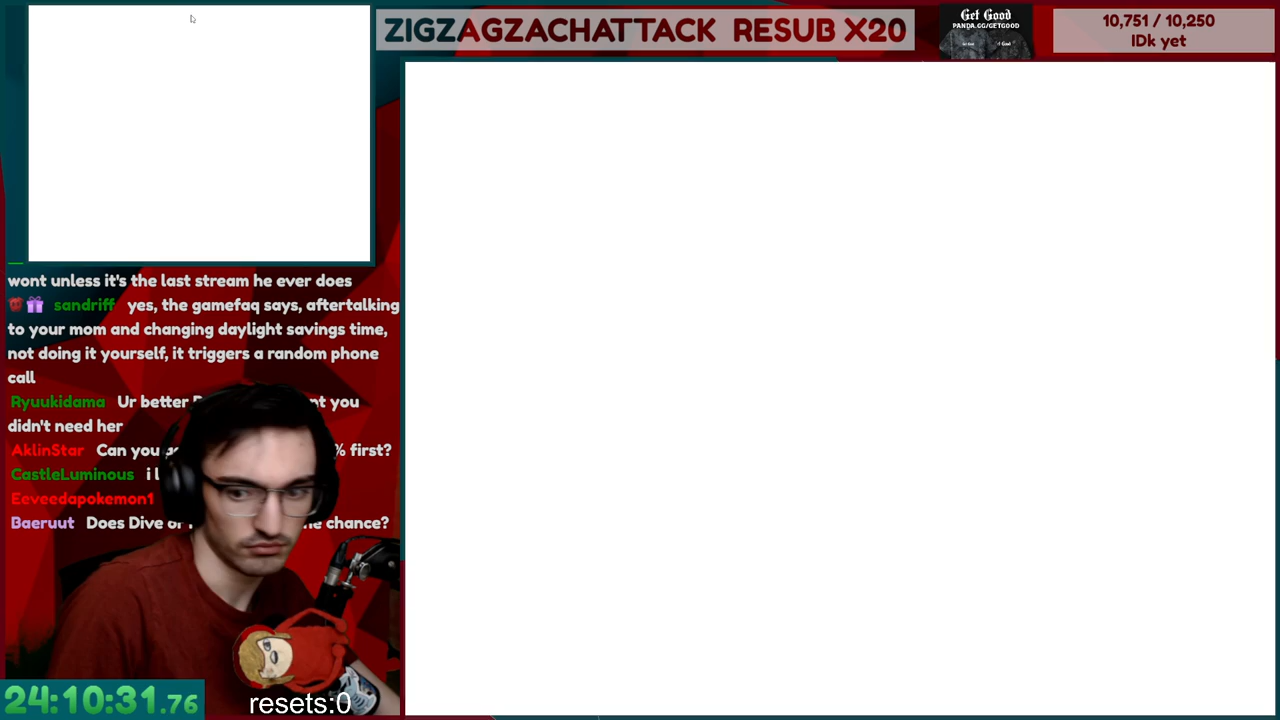 ZIGZAGZACHATTACK RESUB X20
Get Good
PANDA.GG/GETGOOD
10,751 / 10,250
IDk yet
wont unless it's the last stream he ever does
sandriff yes, the gamefaq says, aftertalking
to your mom and changing daylight savings time,
not doing it yourself, it triggers a random phone
call
Ryuukidama Ur better nt you
didn't need her
AklinStar Can you % first?
CastleLuminous i l
Eeveedapokemon1
Baeruut Does Dive or chance?
24:10:31.76
resets:0